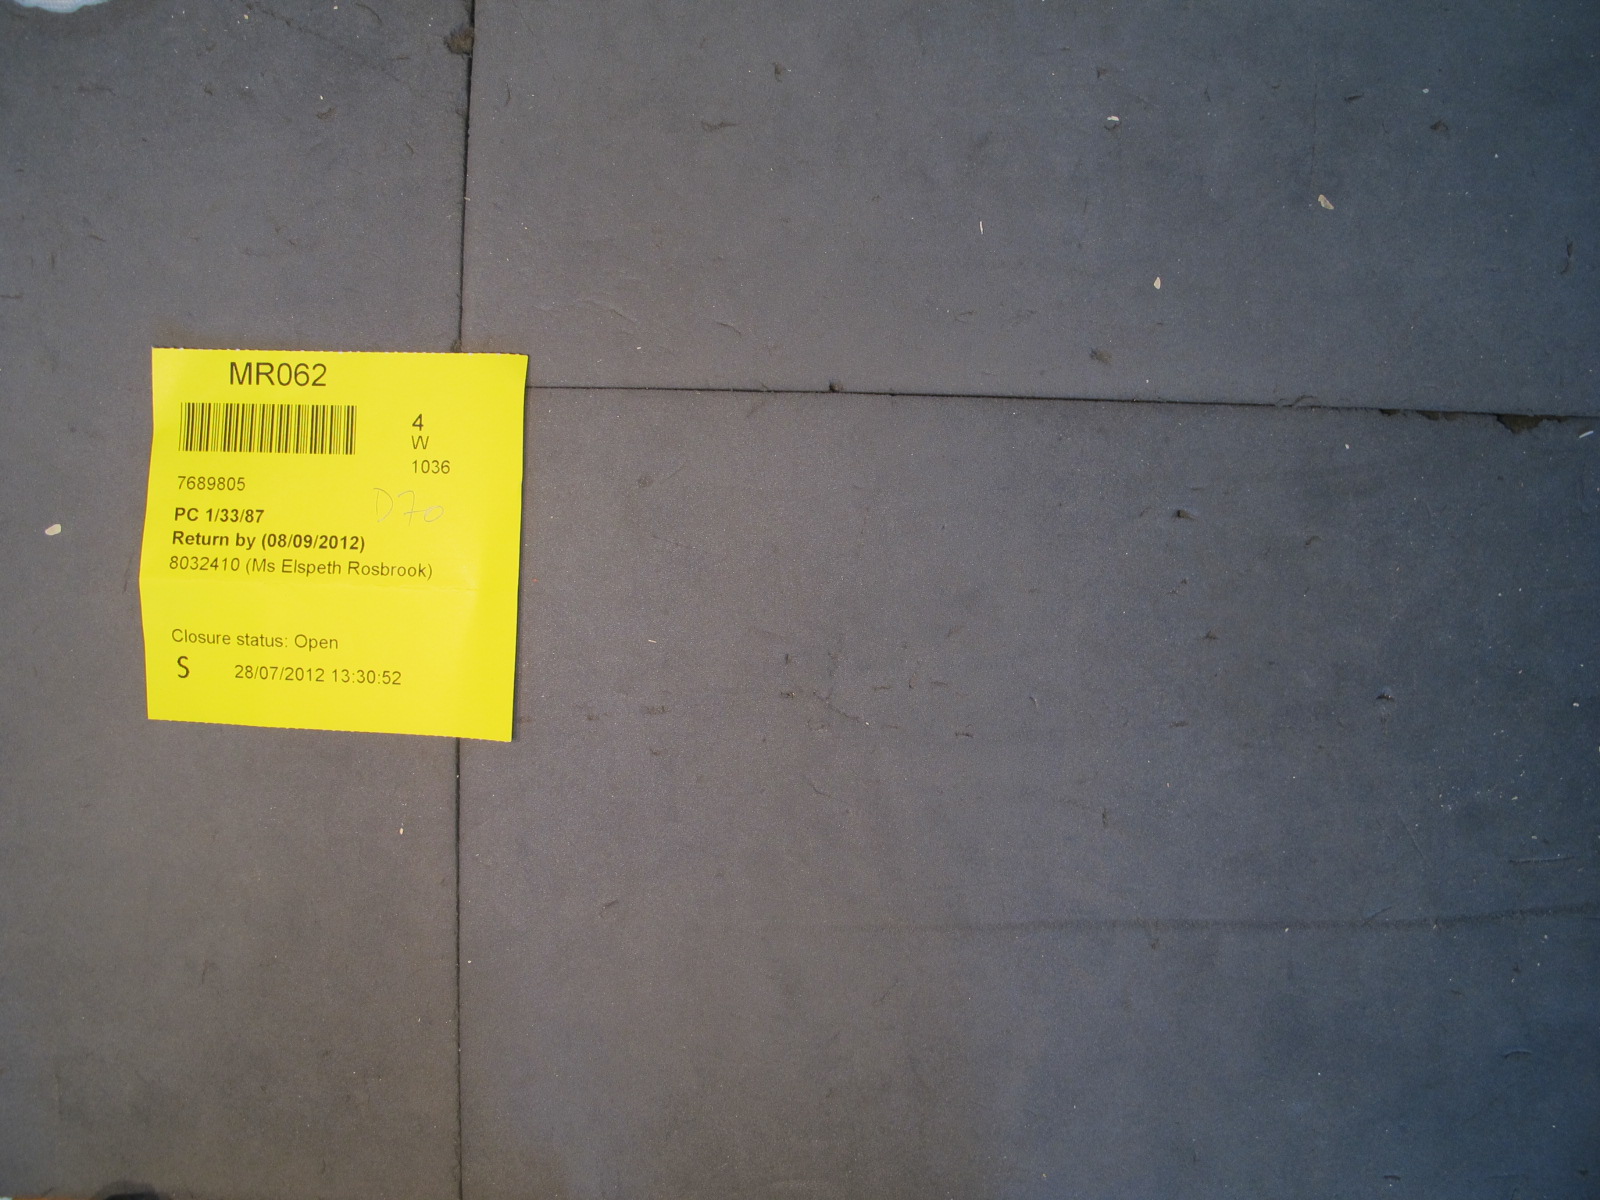 MR062
4
W
1036
7689805
D70
PC 1/33/87
Return by (08/09/2012)
8032410 (Ms Elspeth Rosbrook)
Closure status: Open
S 28/07/2012 13:30:52